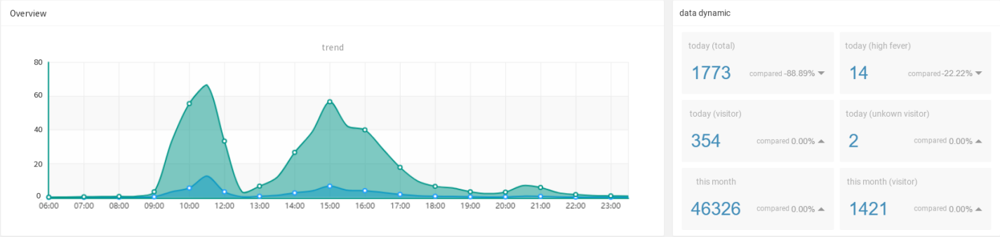 Overview
trend
80
60
40
20
0
06:00 07:00 08:00 09:00 10:00 12:00 13:00 14:00 15:00 16:00 17:00 18:00 19:00 20:00 21:00 22:00 23:00
data dynamic
today (total)
1773 compared -88.89%
today (high fever)
14 compared -22.22%
today (visitor)
354 compared 0.00%
today (unkown visitor)
2 compared 0.00%
this month
46326 compared 0.00%
this month (visitor)
1421 compared 0.00%